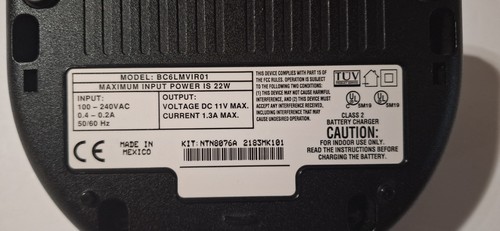 MODEL: BC6LMVIR01
MAXIMUM INPUT POWER IS 22W
INPUT:
100 - 240VAC
0.4 - 0.2A
50/60 Hz
OUTPUT:
VOLTAGE DC 11V MAX.
CURRENT 1.3A MAX.
THIS DEVICE COMPLIES WITH PART 15 OF
THE FCC RULES. OPERATION IS SUBJECT
TO THE FOLLOWING TWO CONDITIONS:
(1) THIS DEVICE MAY NOT CAUSE HARMFUL
INTERFERENCE, AND
(2) THIS DEVICE MUST ACCEPT ANY
INTERFERENCE RECEIVED, INCLUDING
INTERFERENCE THAT MAY CAUSE
UNDESIRED OPERATION.
TUV
UL
UL
CLASS 2
BATTERY CHARGER
CAUTION:
FOR INDOOR USE ONLY.
READ THE INSTRUCTIONS BEFORE
CHARGING THE BATTERY.
CE
MADE IN
MEXICO
KIT: NTN8076A 2183MK101